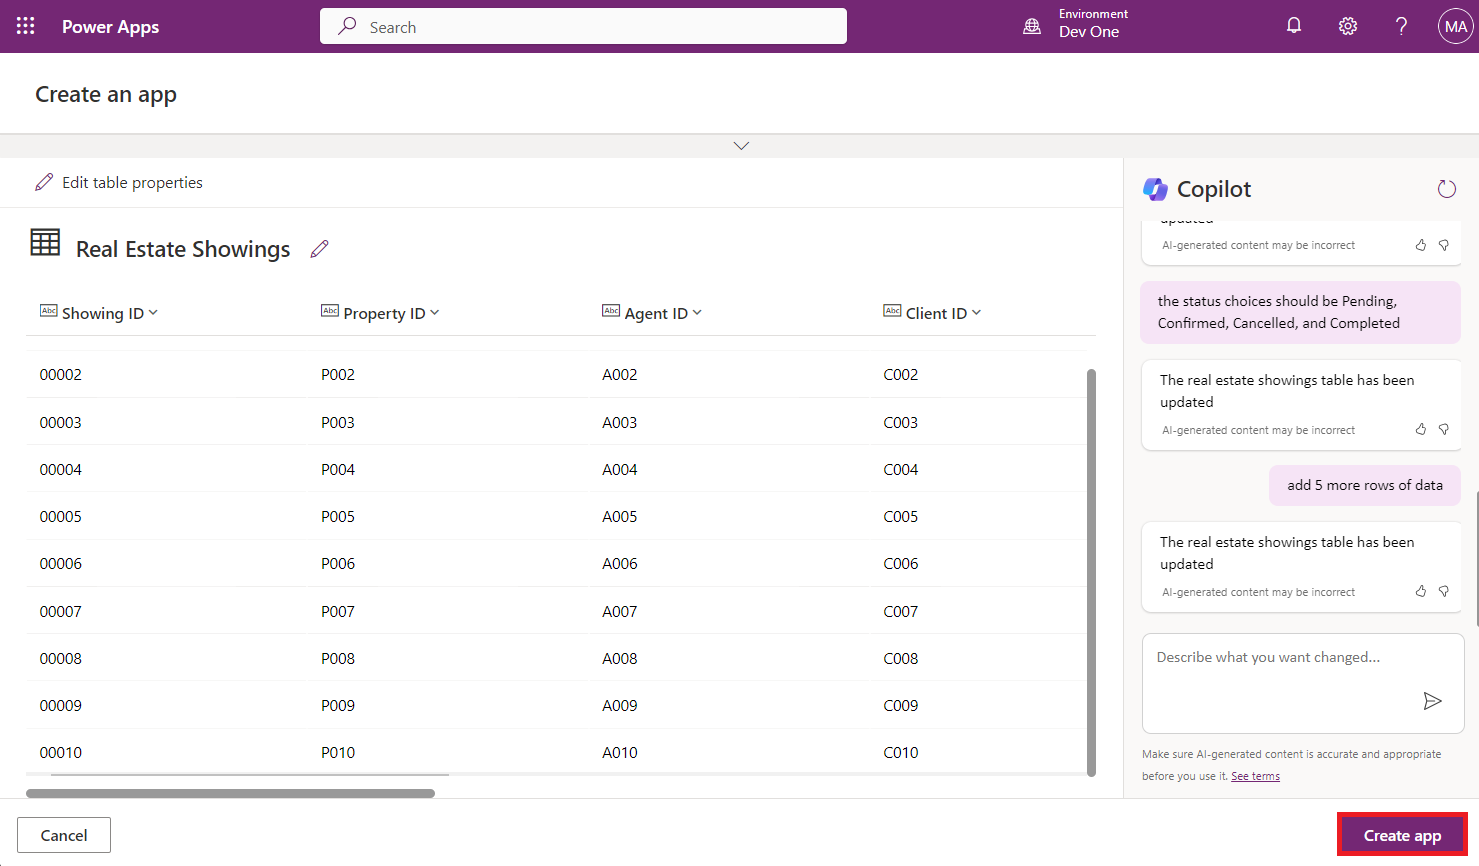 Power Apps
Search
Environment
Dev One
MA
Create an app
Edit table properties
Real Estate Showings
Abc Showing ID
Abc Property ID
Abc Agent ID
Abc Client ID
00002 P002 A002 C002
00003 P003 A003 C003
00004 P004 A004 C004
00005 P005 A005 C005
00006 P006 A006 C006
00007 P007 A007 C007
00008 P008 A008 C008
00009 P009 A009 C009
00010 P010 A010 C010
Copilot
updated
AI-generated content may be incorrect
the status choices should be Pending,
Confirmed, Cancelled, and Completed
The real estate showings table has been
updated
AI-generated content may be incorrect
add 5 more rows of data
The real estate showings table has been
updated
AI-generated content may be incorrect
Describe what you want changed...
Make sure AI-generated content is accurate and appropriate
before you use it. See terms
Cancel
Create app